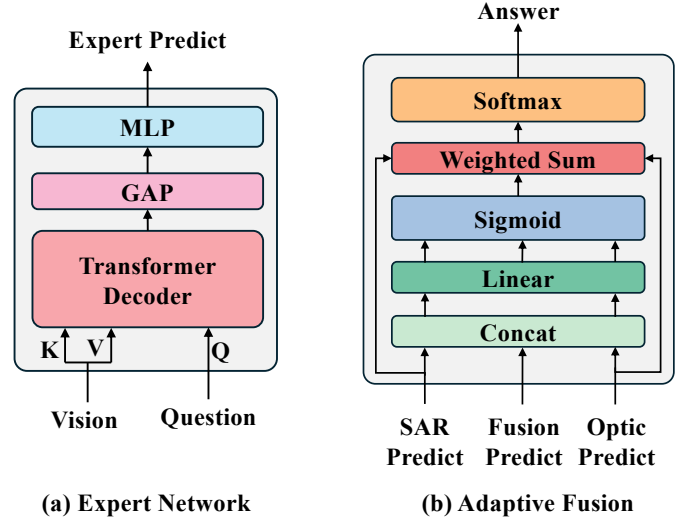 Expert Predict
MLP
GAP
Transformer
Decoder
K
V
Q
Vision
Question
(a) Expert Network
Answer
Softmax
Weighted Sum
Sigmoid
Linear
Concat
SAR
Predict
Fusion
Predict
Optic
Predict
(b) Adaptive Fusion